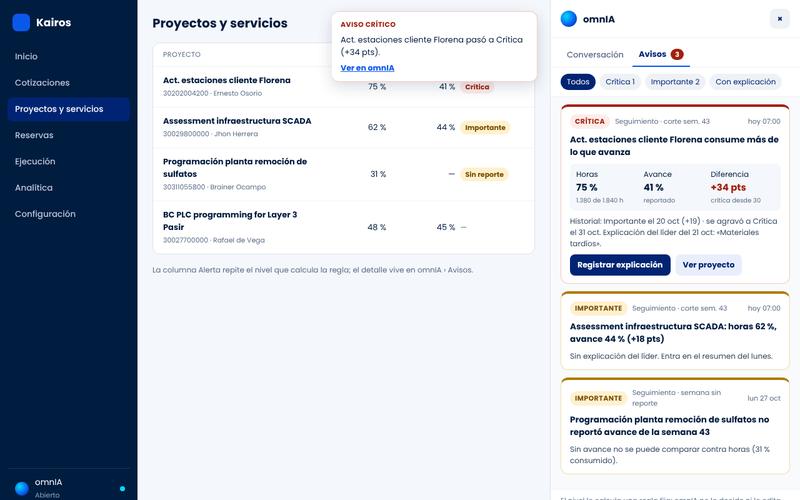 Kairos
Inicio
Cotizaciones
Proyectos y servicios
Reservas
Ejecución
Analítica
Configuración
omnIA
Abierto
Proyectos y servicios
PROYECTO
Act. estaciones cliente Florena
30202004200 · Ernesto Osorio
75 %
41 %
Crítica
Assessment infraestructura SCADA
30029800000 · Jhon Herrera
62 %
44 %
Importante
Programación planta remoción de
sulfatos
30311055800 · Brainer Ocampo
31 %
—
Sin reporte
BC PLC programming for Layer 3
Pasir
30027700000 · Rafael de Vega
48 %
45 %
—
La columna Alerta repite el nivel que calcula la regla; el detalle vive en omnIA › Avisos.
AVISO CRÍTICO
Act. estaciones cliente Florena pasó a Crítica
(+34 pts).
Ver en omnIA
omnIA
×
Conversación
Avisos 3
Todos
Crítica 1
Importante 2
Con explicación
CRÍTICA
Seguimiento · corte sem. 43
hoy 07:00
Act. estaciones cliente Florena consume más de
lo que avanza
Horas
75 %
1.380 de 1.840 h
Avance
41 %
reportado
Diferencia
+34 pts
crítica desde 30
Historial: Importante el 20 oct (+19) · se agravó a Crítica
el 31 oct. Explicación del líder del 21 oct: «Materiales
tardíos».
Registrar explicación
Ver proyecto
IMPORTANTE
Seguimiento · corte sem. 43
hoy 07:00
Assessment infraestructura SCADA: horas 62 %,
avance 44 % (+18 pts)
Sin explicación del líder. Entra en el resumen del lunes.
IMPORTANTE
Seguimiento · semana sin
reporte
lun 27 oct
Programación planta remoción de sulfatos no
reportó avance de la semana 43
Sin avance no se puede comparar contra horas (31 %
consumido).